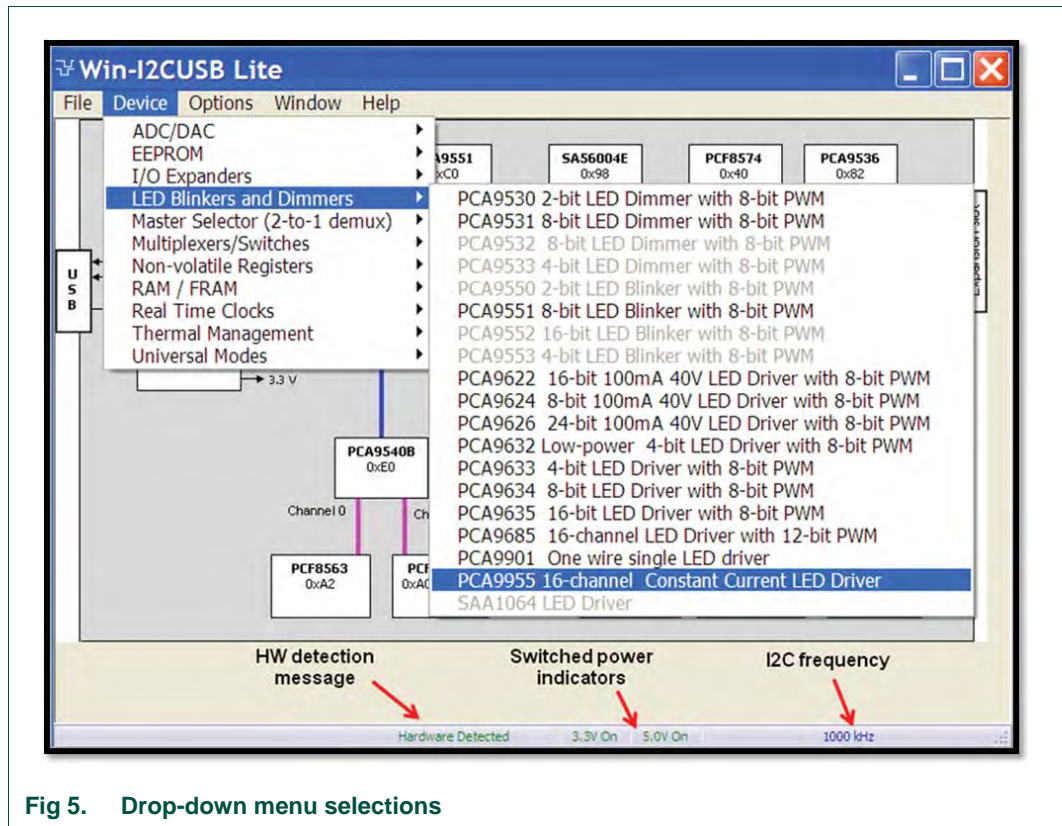 Win-I2CUSB Lite
File Device Options Window Help
ADC/DAC
EEPROM
I/O Expanders
LED Blinkers and Dimmers
Master Selector (2-to-1 demux)
Multiplexers/Switches
Non-volatile Registers
RAM / FRAM
Real Time Clocks
Thermal Management
Universal Modes
SA56004E
0x98
PCF8574
0x40
PCA9536
0x82
PCA9530 2-bit LED Dimmer with 8-bit PWM
PCA9531 8-bit LED Dimmer with 8-bit PWM
PCA9532 8-bit LED Dimmer with 8-bit PWM
PCA9533 4-bit LED Dimmer with 8-bit PWM
PCA9550 2-bit LED Blinker with 8-bit PWM
PCA9551 8-bit LED Blinker with 8-bit PWM
PCA9552 16-bit LED Blinker with 8-bit PWM
PCA9553 4-bit LED Blinker with 8-bit PWM
PCA9622 16-bit 100mA 40V LED Driver with 8-bit PWM
PCA9624 8-bit 100mA 40V LED Driver with 8-bit PWM
PCA9626 24-bit 100mA 40V LED Driver with 8-bit PWM
PCA9632 Low-power 4-bit LED Driver with 8-bit PWM
PCA9633 4-bit LED Driver with 8-bit PWM
PCA9634 8-bit LED Driver with 8-bit PWM
PCA9635 16-bit LED Driver with 8-bit PWM
PCA9685 16-channel LED Driver with 12-bit PWM
PCA9901 One wire single LED driver
PCA9955 16-channel Constant Current LED Driver
SAA1064 LED Driver
USB
3.3 V
PCA9540B
0xE0
Channel 0
PCF8563
0xA2
HW detection
message
Switched power
indicators
I2C frequency
Hardware Detected 3.3V On 5.0V On 1000 kHz
Fig 5. Drop-down menu selections